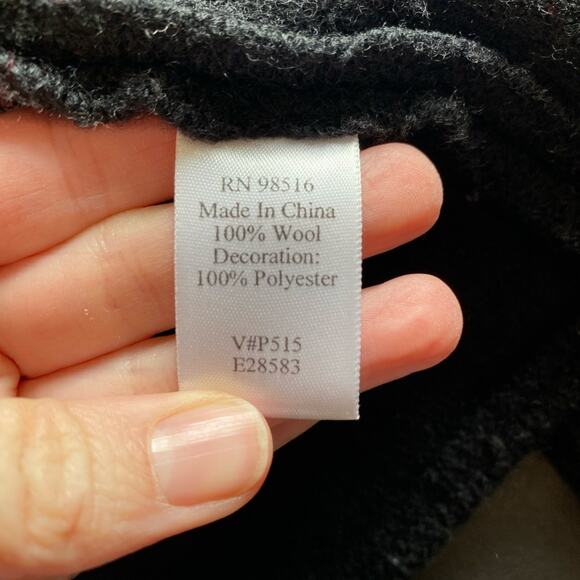 RN 98516
Made In China
100% Wool
Decoration:
100% Polyester
V#P515
E28583